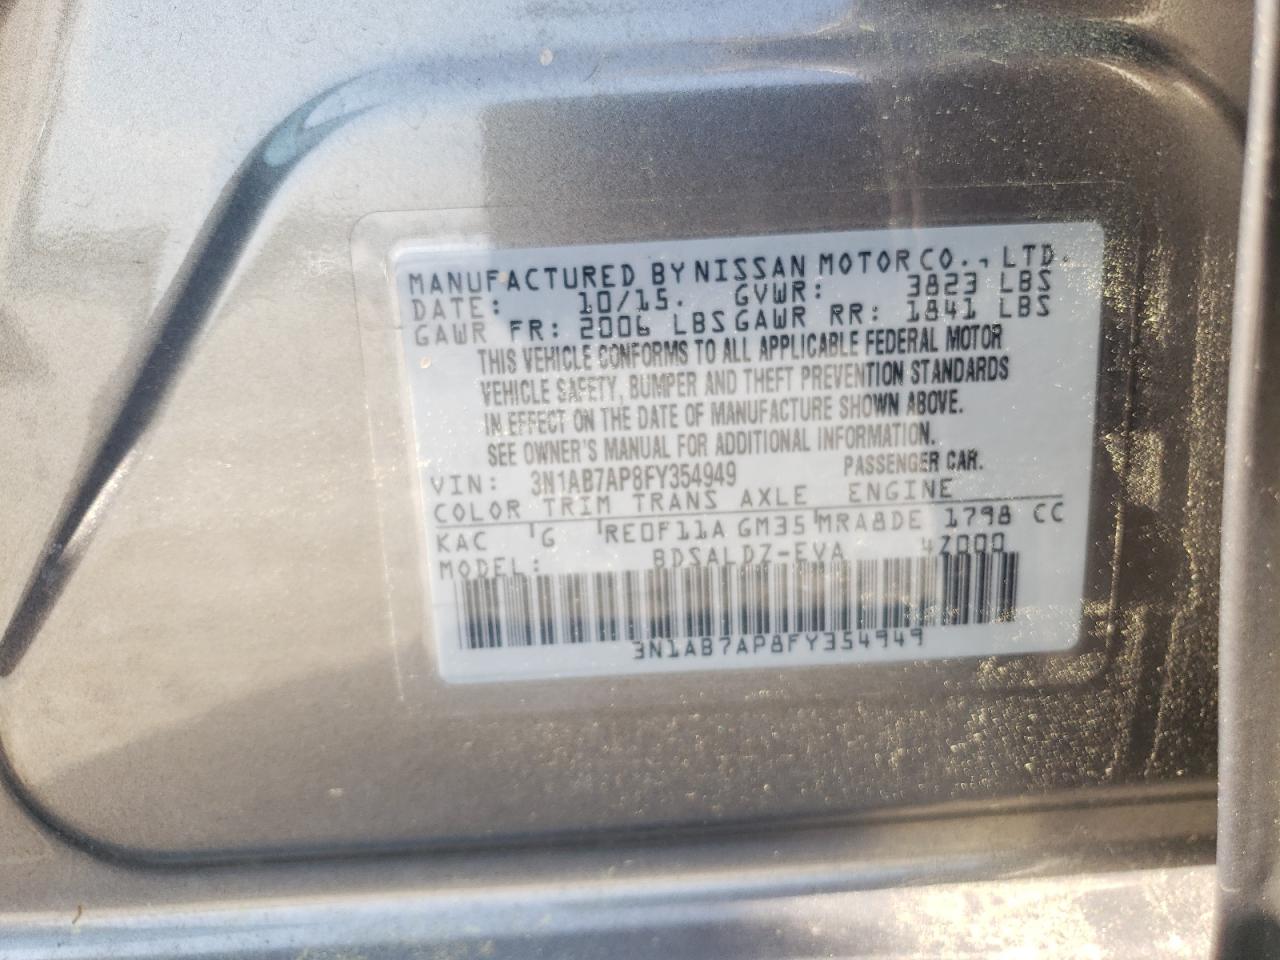 MANUFACTURED BY NISSAN MOTOR CO., LTD.
DATE: 10/15. GVWR: 3823 LBS
GAWR FR: 2006 LBS GAWR RR: 1841 LBS
THIS VEHICLE CONFORMS TO ALL APPLICABLE FEDERAL MOTOR
VEHICLE SAFETY, BUMPER AND THEFT PREVENTION STANDARDS
IN EFFECT ON THE DATE OF MANUFACTURE SHOWN ABOVE.
SEE OWNER'S MANUAL FOR ADDITIONAL INFORMATION.
VIN: 3N1AB7AP8FY354949 PASSENGER CAR.
COLOR TRIM TRANS AXLE ENGINE
KAC G RE0F11A GM35 MRA8DE 1798 CC
MODEL: BDSALDZ-EVA
3N1AB7AP8FY354949